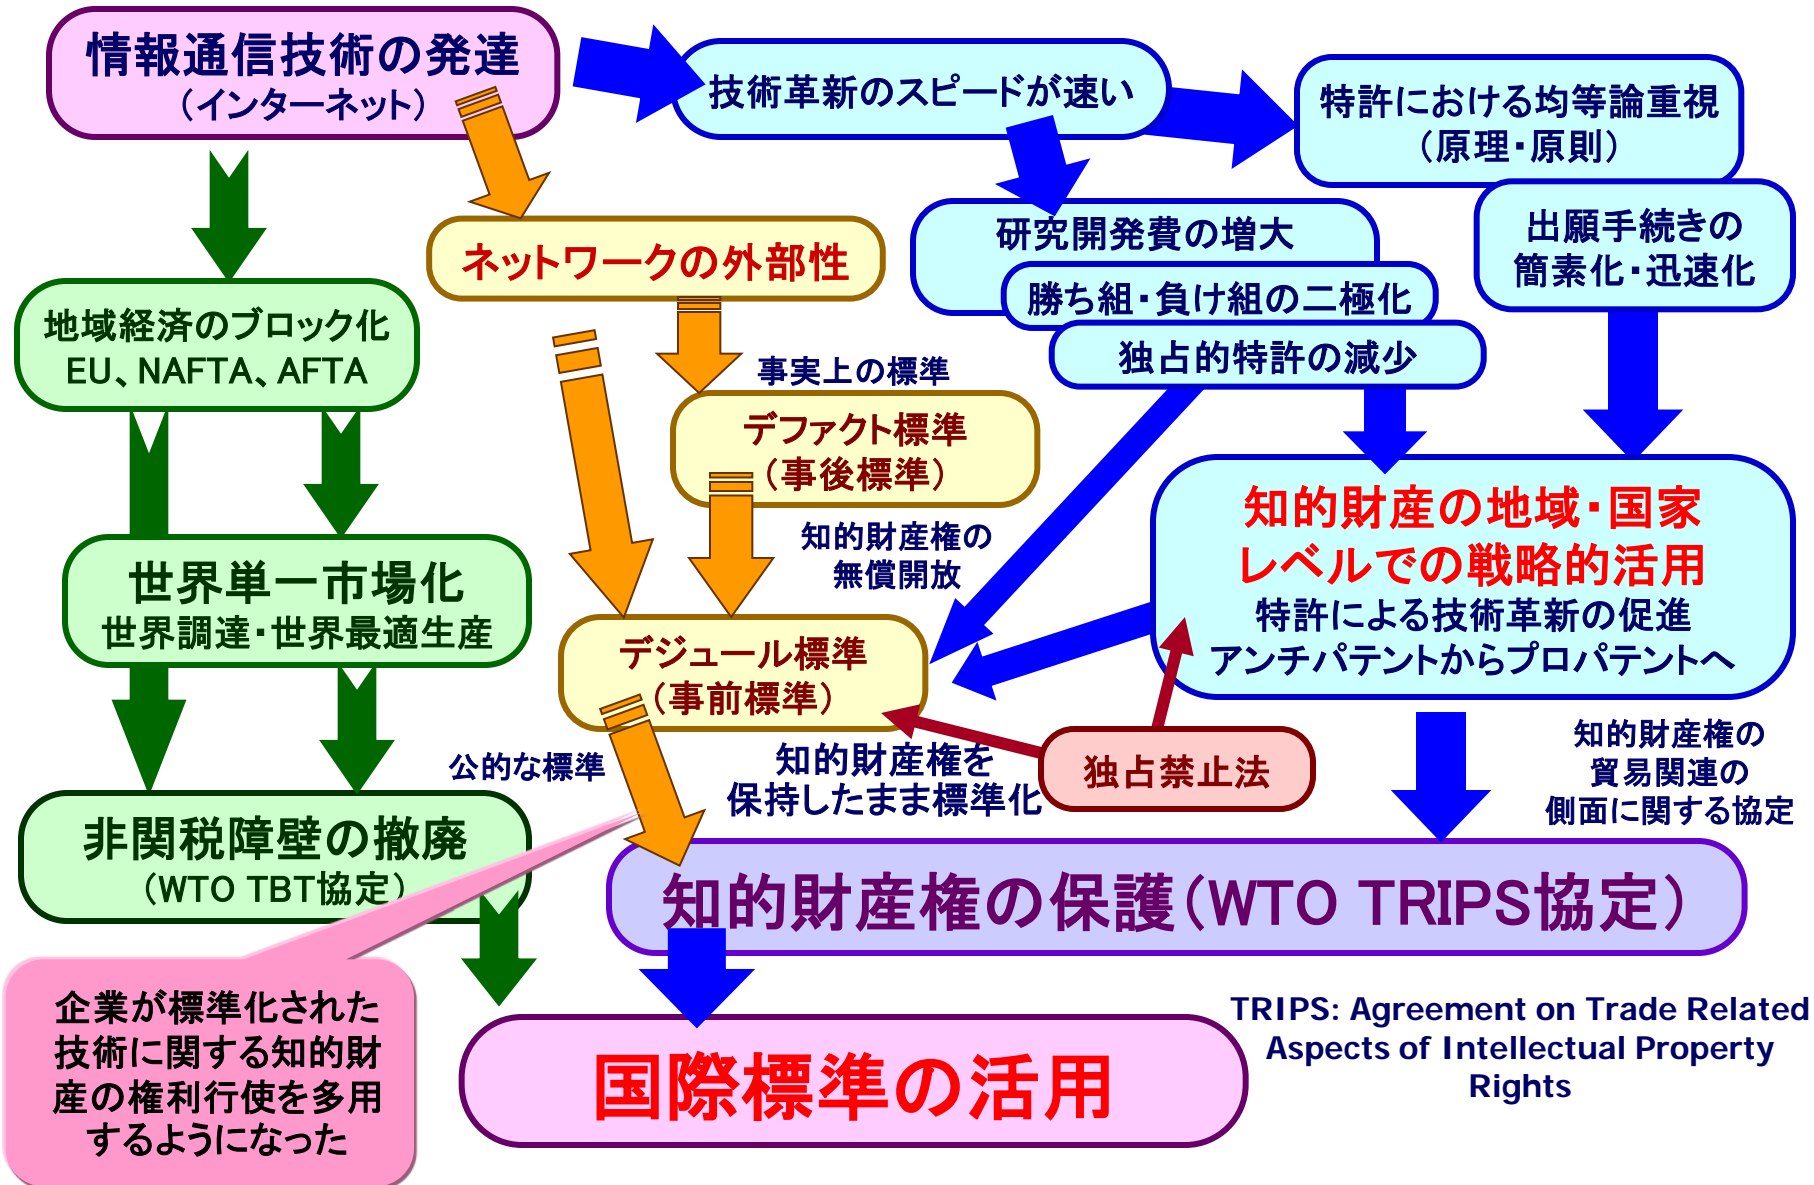 情報通信技術の発達
（インターネット）
技術革新のスピードが速い
特許における均等論重視
（原理・原則）
出願手続きの
簡素化・迅速化
ネットワークの外部性
研究開発費の増大
勝ち組・負け組の二極化
独占的特許の減少
地域経済のブロック化
EU、NAFTA、AFTA
事実上の標準
デファクト標準
（事後標準）
知的財産権の
無償開放
知的財産の地域・国家
レベルでの戦略的活用
特許による技術革新の促進
アンチパテントからプロパテントへ
世界単一市場化
世界調達・世界最適生産
デジュール標準
（事前標準）
公的な標準
知的財産権を
保持したまま標準化
独占禁止法
知的財産権の
貿易関連の
側面に関する協定
非関税障壁の撤廃
（WTO TBT協定）
知的財産権の保護（WTO TRIPS協定）
企業が標準化された
技術に関する知的財
産の権利行使を多用
するようになった
国際標準の活用
TRIPS: Agreement on Trade Related
Aspects of Intellectual Property
Rights